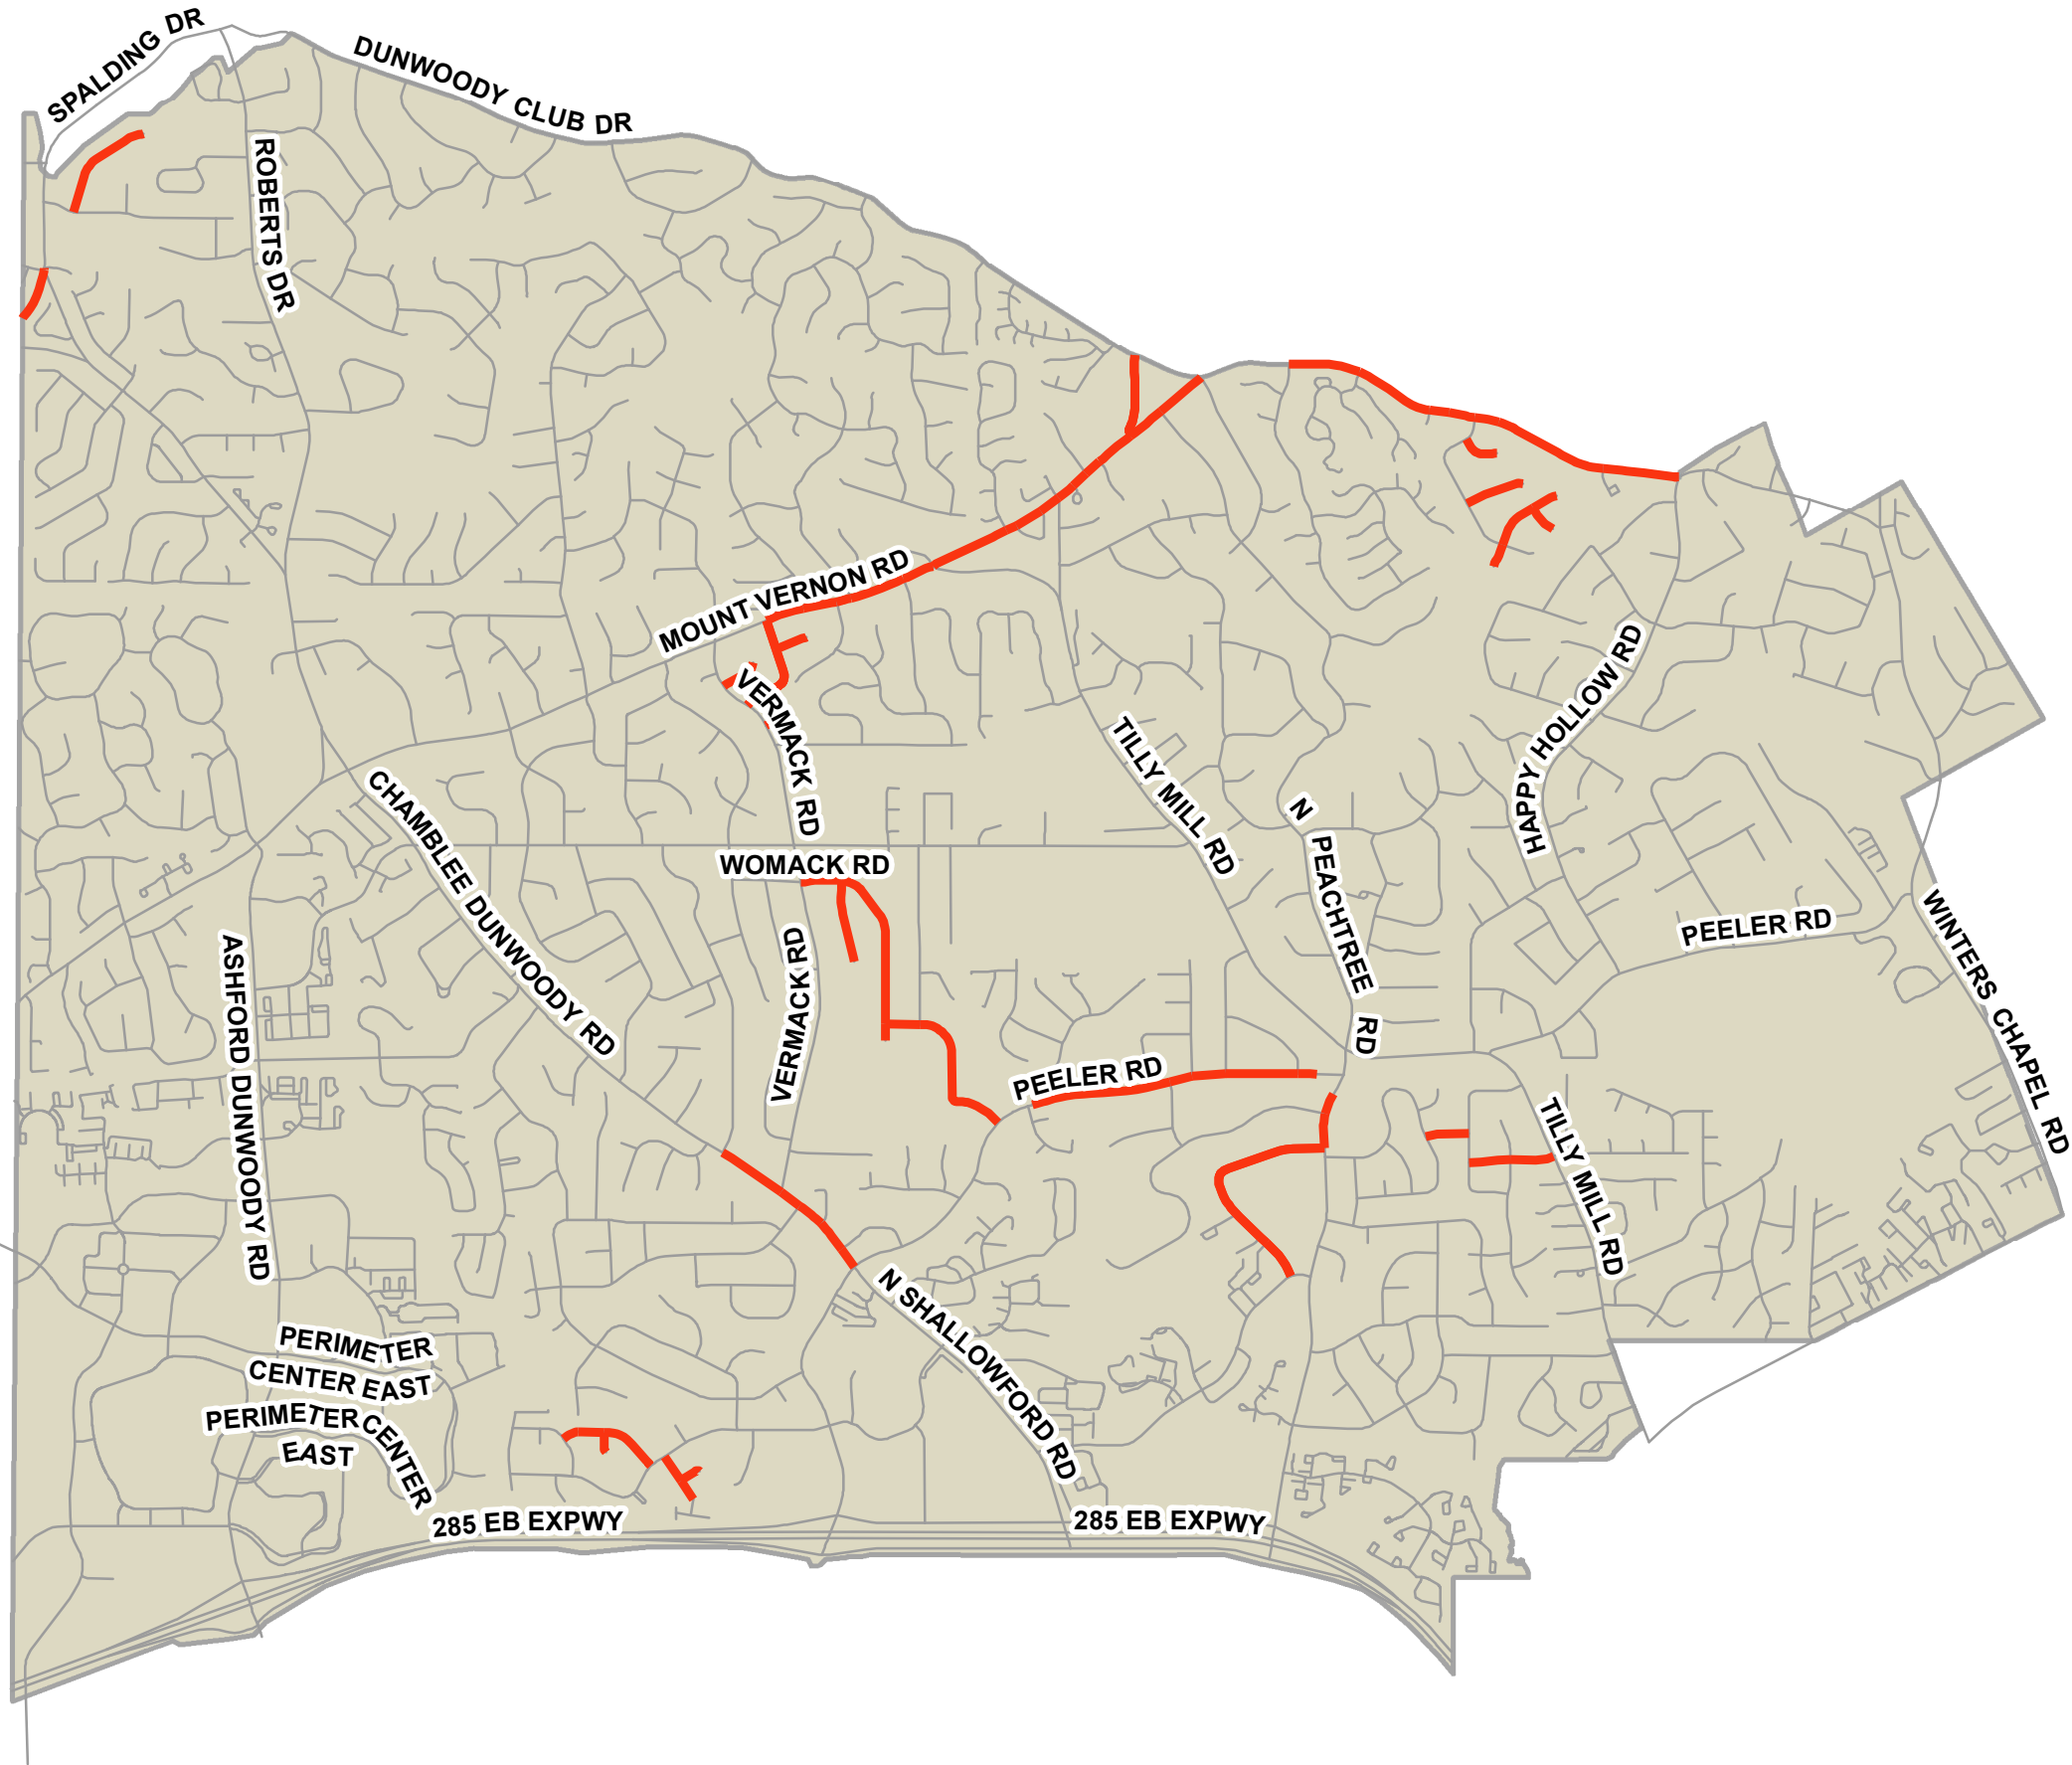 SPALDING DR
DUNWOODY CLUB DR
ROBERTS DR
MOUNT VERNON RD
VERMACK RD
HAPPY HOLLOW RD
TILLY MILL RD
CHAMBLEE DUNWOODY RD
N PEACHTREE RD
WOMACK RD
PEELER RD
WINTERS CHAPEL RD
ASHFORD DUNWOODY RD
VERMACK RD
PEELER RD
TILLY MILL RD
N SHALLOWFORD RD
PERIMETER
CENTER EAST
PERIMETER CENTER
EAST
285 EB EXPWY
285 EB EXPWY